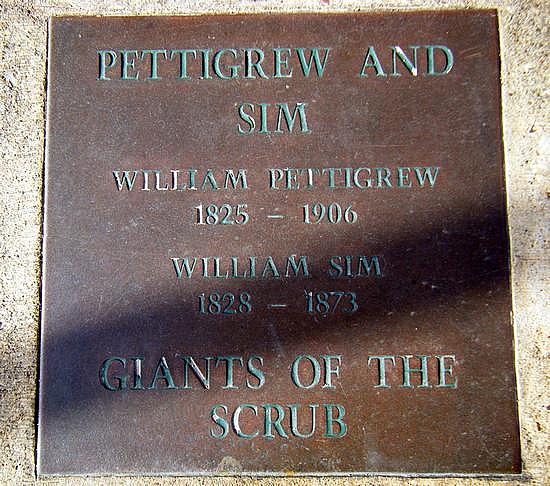 PETTIGREW AND
SIM
WILLIAM PETTIGREW
1825 – 1906
WILLIAM SIM
1828 – 1873
GIANTS OF THE
SCRUB